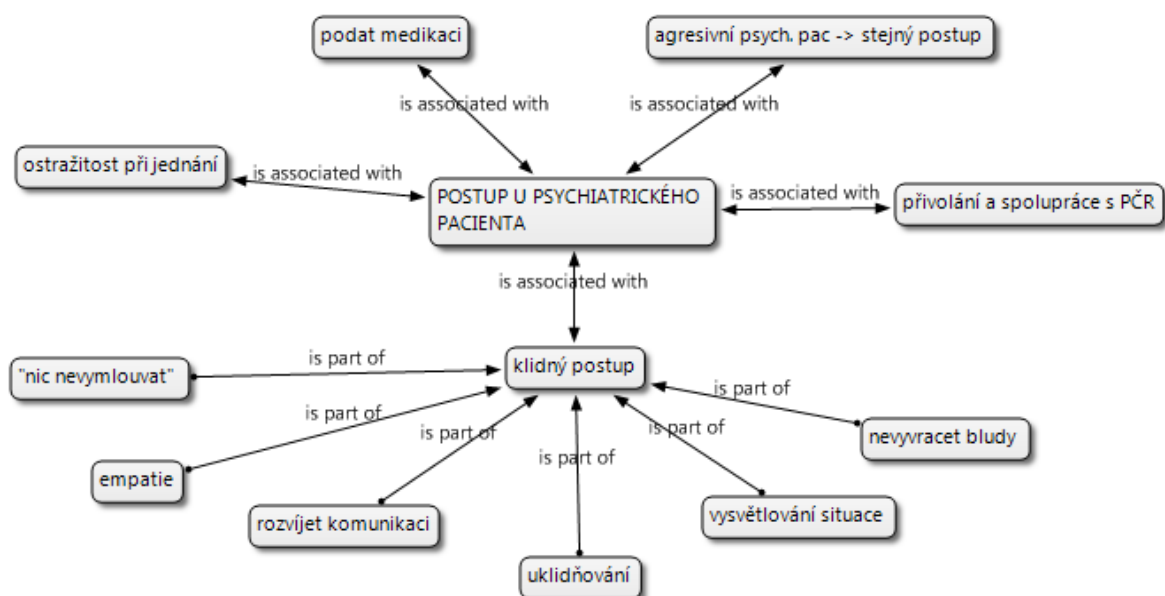 podat medikaci
agresivní psych. pac -> stejný postup
is associated with
is associated with
ostražitost při jednání
is associated with
POSTUP U PSYCHIATRICKÉHO
PACIENTA
is associated with
přivolání a spolupráce s PČR
is associated with
"nic nevymlouvat"
is part of
klidný postup
is part of
is part of
is part of
is part of
is part of
nevyvracet bludy
empatie
rozvíjet komunikaci
vysvětlování situace
uklidňování